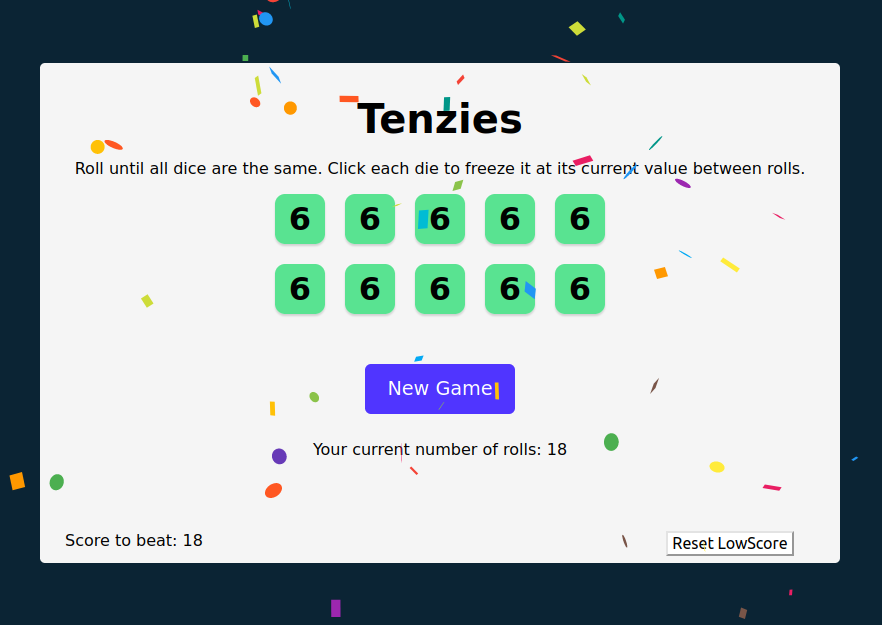 Tenzies
Roll until all dice are the same. Click each die to freeze it at its current value between rolls.
6 6 6 6 6
6 6 6 6 6
New Game
Your current number of rolls: 18
Score to beat: 18
Reset LowScore